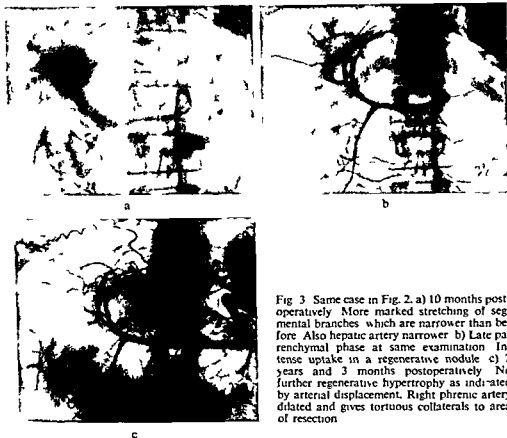 a
b
c
Fig 3 Same case in Fig. 2. a) 10 months post
operatively More marked stretching of seg
mental branches which are narrower than be
fore Also hepatic artery narrower b) Late pa
renchymal phase at same examination In
tense uptake in a regenerative nodule c)
years and 3 months postoperatively
further regenerative hypertrophy as indicated
by arterial displacement. Right phrenic artery
dilated and gives tortuous collaterals to area
of resection